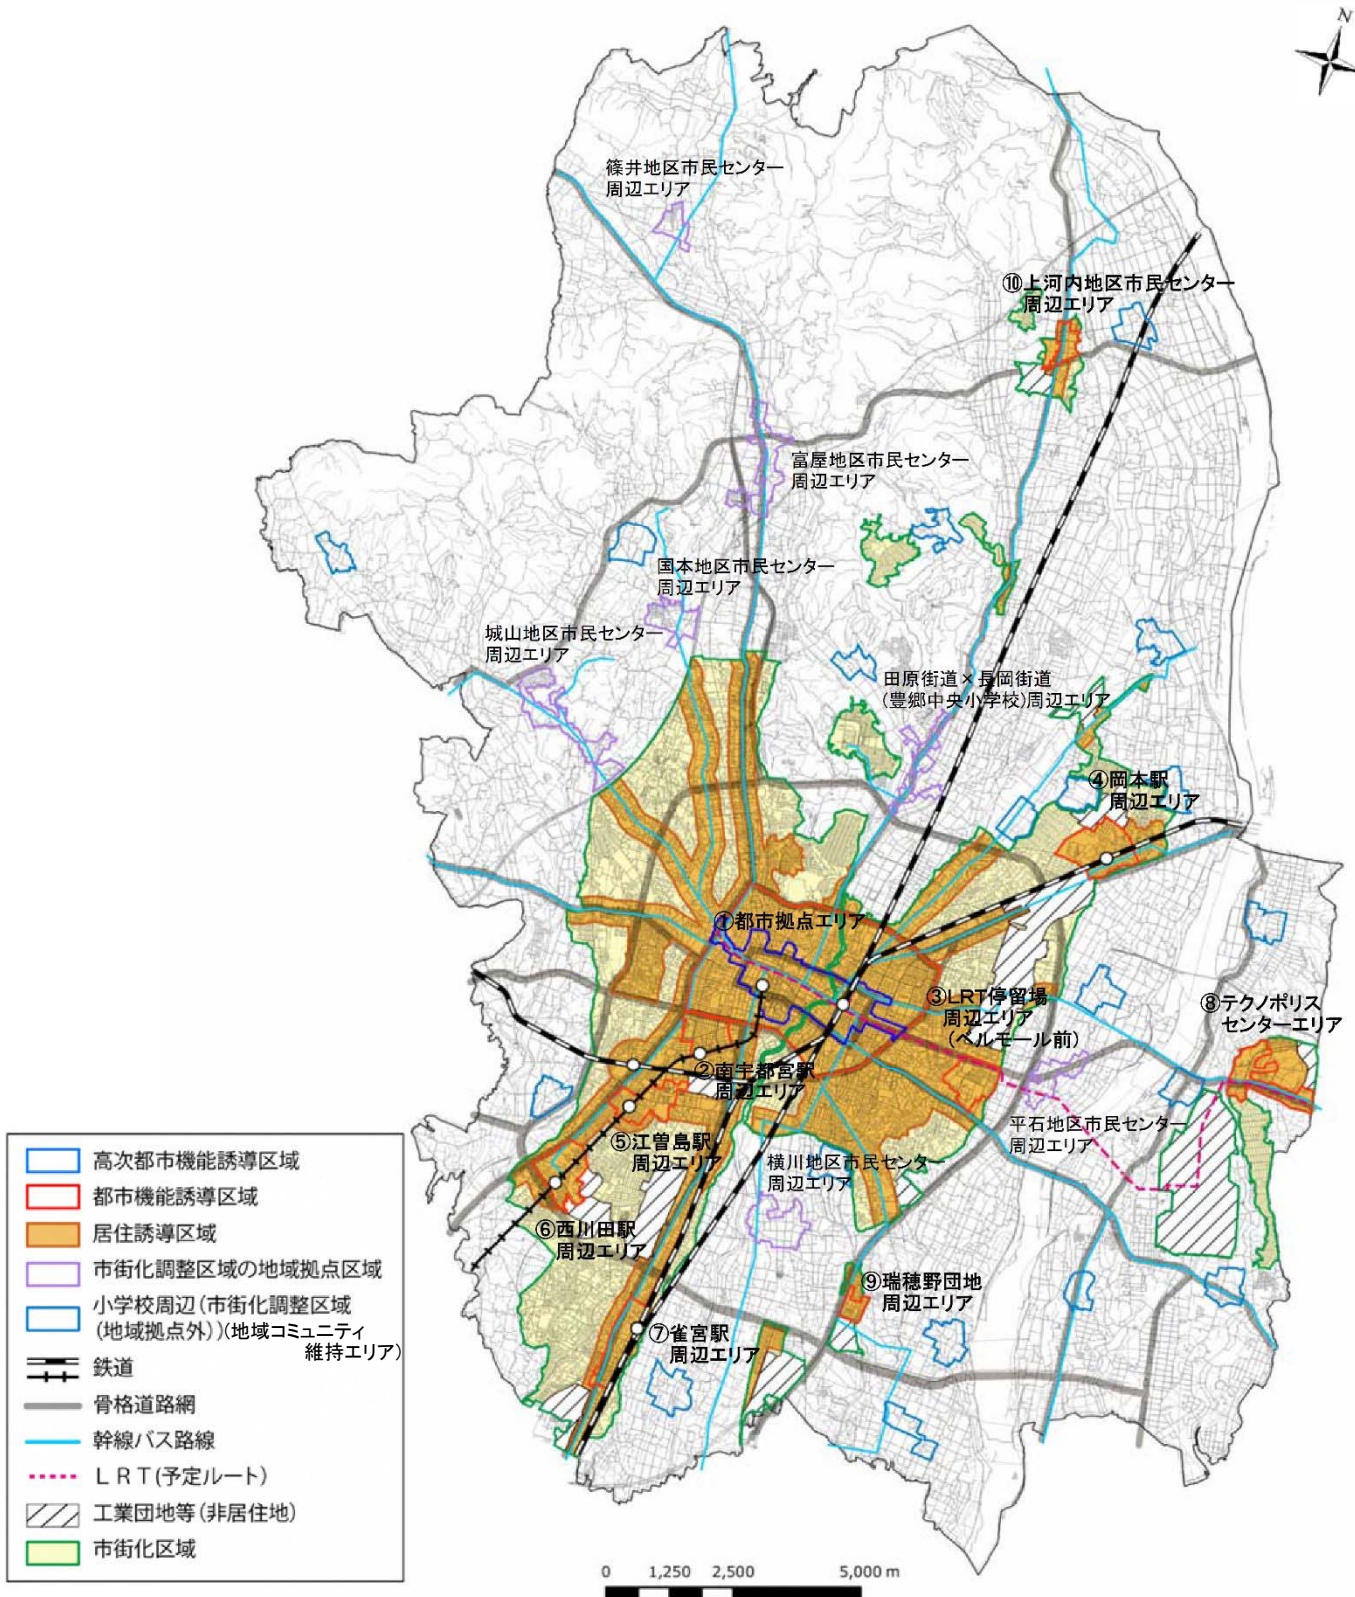 N
篠井地区市民センター
周辺エリア
⑩上河内地区市民センター
周辺エリア
富屋地区市民センター
周辺エリア
国本地区市民センター
周辺エリア
城山地区市民センター
周辺エリア
田原街道×長岡街道
(豊郷中央小学校)周辺エリア
④岡本駅
周辺エリア
①都市拠点エリア
③LRT停留場
周辺エリア
(ベルモール前)
⑧テクノポリス
センターエリア
②南宇都宮駅
周辺エリア
平石地区市民センター
周辺エリア
⑤江曽島駅
周辺エリア
横川地区市民センター
周辺エリア
⑥西川田駅
周辺エリア
⑨瑞穂野団地
周辺エリア
⑦雀宮駅
周辺エリア
高次都市機能誘導区域
都市機能誘導区域
居住誘導区域
市街化調整区域の地域拠点区域
小学校周辺(市街化調整区域
(地域拠点外))(地域コミュニティ
維持エリア)
鉄道
骨格道路網
幹線バス路線
LRT(予定ルート)
工業団地等(非居住地)
市街化区域
0 1,250 2,500 5,000 m